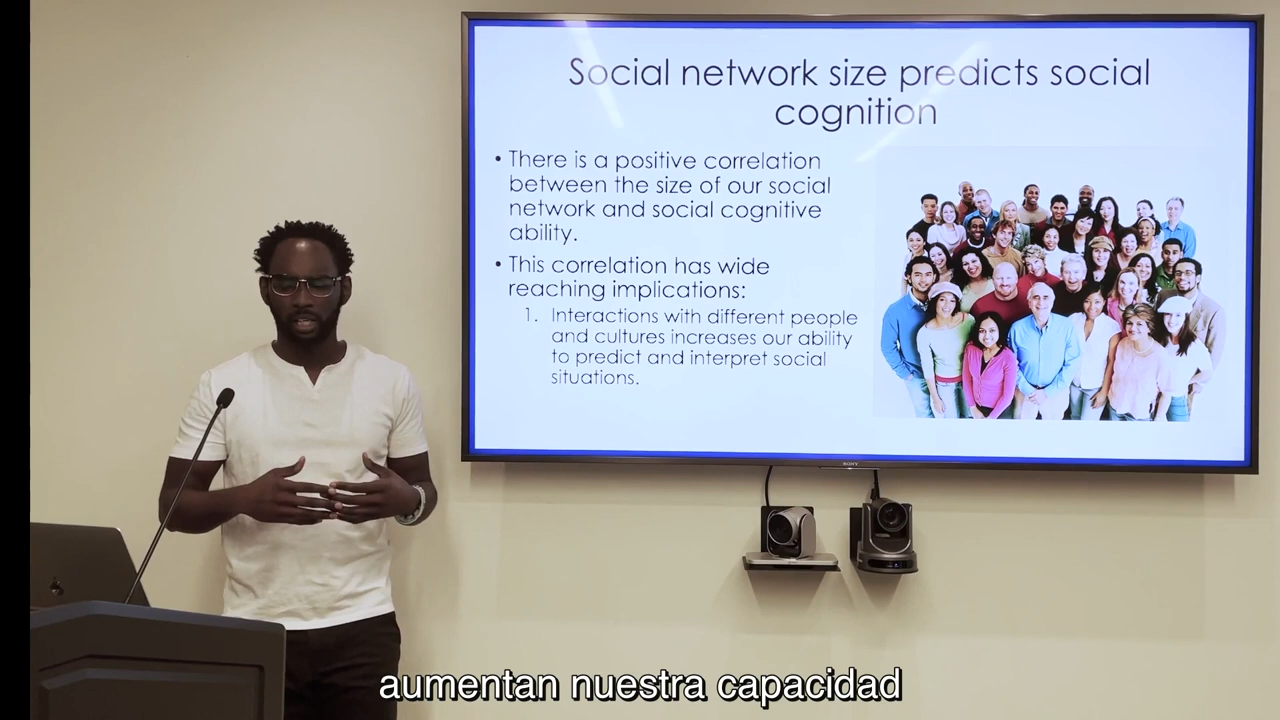 Social network size predicts social
cognition
• There is a positive correlation
between the size of our social
network and social cognitive
ability.
• This correlation has wide
reaching implications:
1. Interactions with different people
and cultures increases our ability
to predict and interpret social
situations.
SONY
aumentan nuestra capacidad